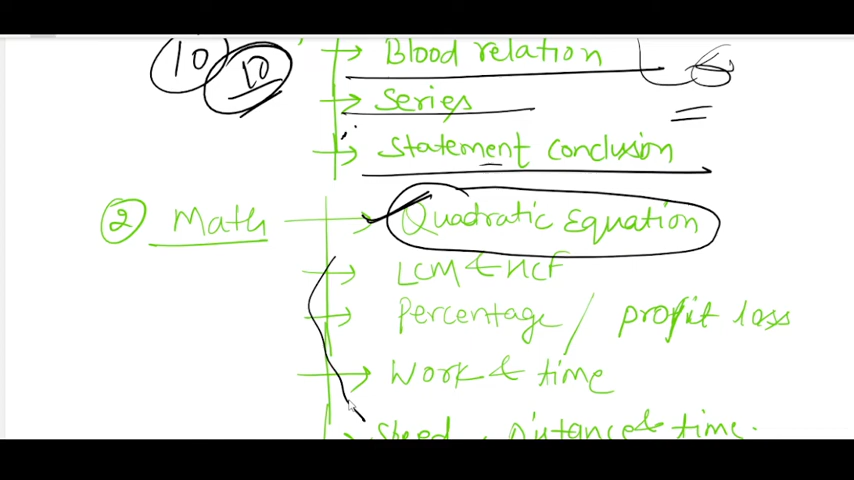 Blood relation
10 10
Series
Statement conclusion
2 Math Quadratic Equation
LCM & HCF
Percentage / profit loss
Work & time
Speed, Distance & time.